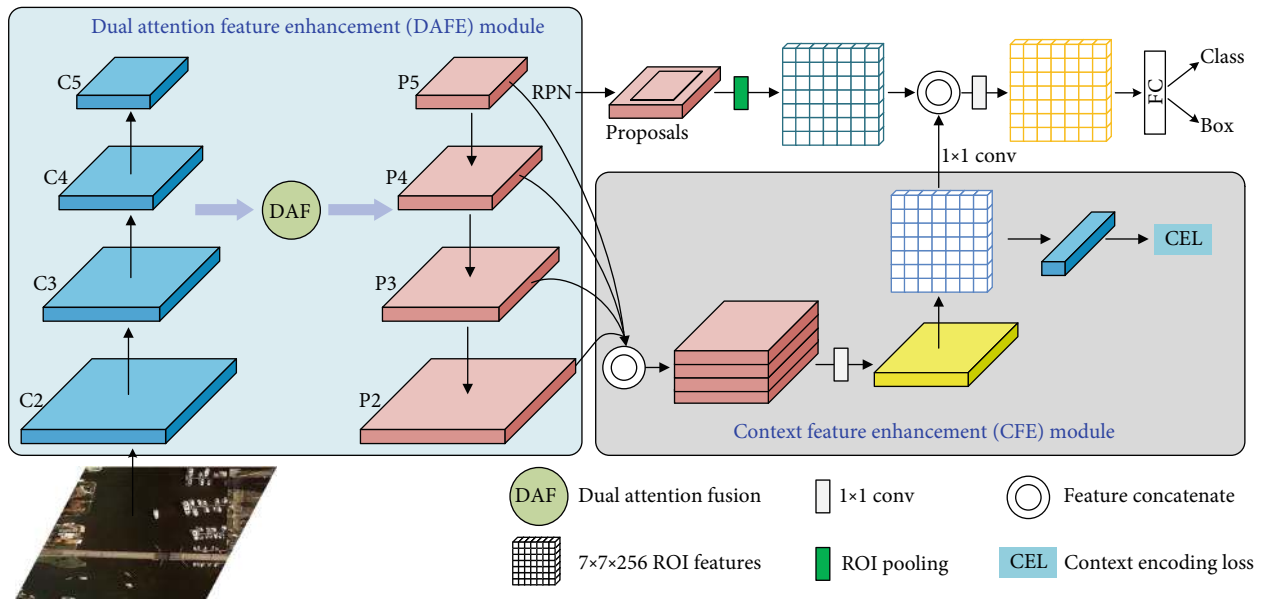 Dual attention feature enhancement (DAFE) module
C5
C4
C3
C2
DAF
P5
P4
P3
P2
RPN
Proposals
FC
Class
Box
1×1 conv
CEL
Context feature enhancement (CFE) module
DAF Dual attention fusion
1×1 conv
Feature concatenate
7×7×256 ROI features
ROI pooling
CEL Context encoding loss